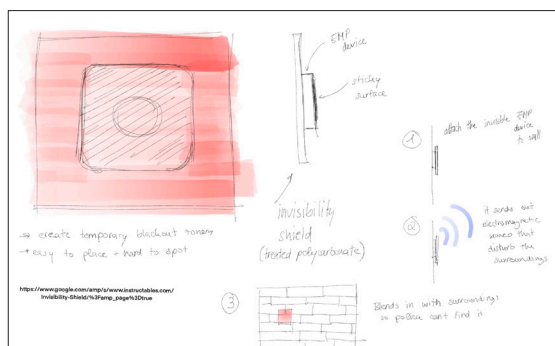 EMP
device
sticky
surface
invisibility
shield
(treated polycarbonate)
→ create temporary blackout zones
→ easy to place + hard to spot
https://www.google.com/amp/s/www.instructables.com/
Invisibility-Shield/%3Famp_page%3Dtrue
1
attach the invisible EMP
device
to wall
2
it sends out
electromagnetic
waves that
disturb the
surroundings
3
Blends in with surroundings
so police can't find it